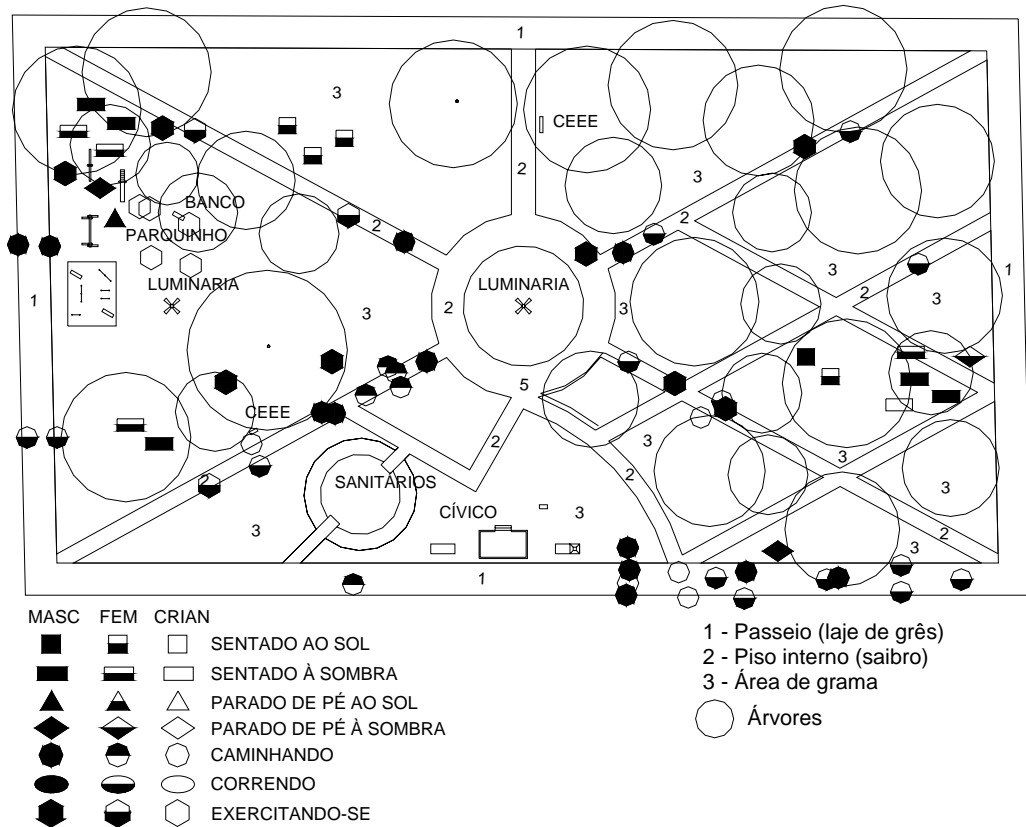 1
3
CEEE
2
3
BANCO
2
2
PARQUINHO
3
1
LUMINARIA
LUMINARIA
2
3
1
3
2
3
5
CEEE
2
3
3
2
2
SANITÁRIOS
3
CÍVICO
3
3
2
3
1
MASC FEM CRIAN
SENTADO AO SOL
SENTADO À SOMBRA
PARADO DE PÉ AO SOL
PARADO DE PÉ À SOMBRA
CAMINHANDO
CORRENDO
EXERCITANDO-SE
1 - Passeio (laje de grês)
2 - Piso interno (saibro)
3 - Área de grama
Árvores